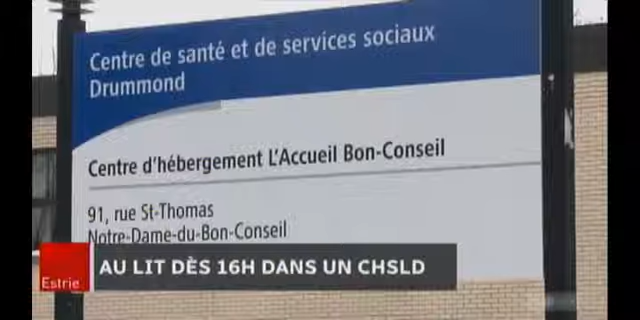 Centre de santé et de services sociaux
Drummond
Centre d'hébergement L'Accueil Bon-Conseil
91, rue St-Thomas
Notre-Dame-du-Bon-Conseil
AU LIT DÈS 16H DANS UN CHSLD
Estrie